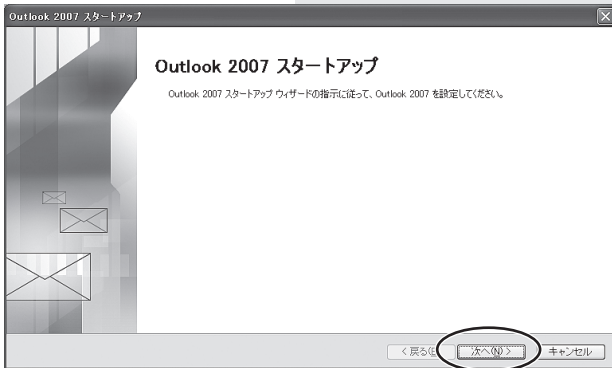 Outlook 2007 スタートアップ
Outlook 2007 スタートアップ
Outlook 2007 スタートアップ ウィザードの指示に従って、Outlook 2007 を設定してください。
< 戻る(
次へ(N) >
キャンセル